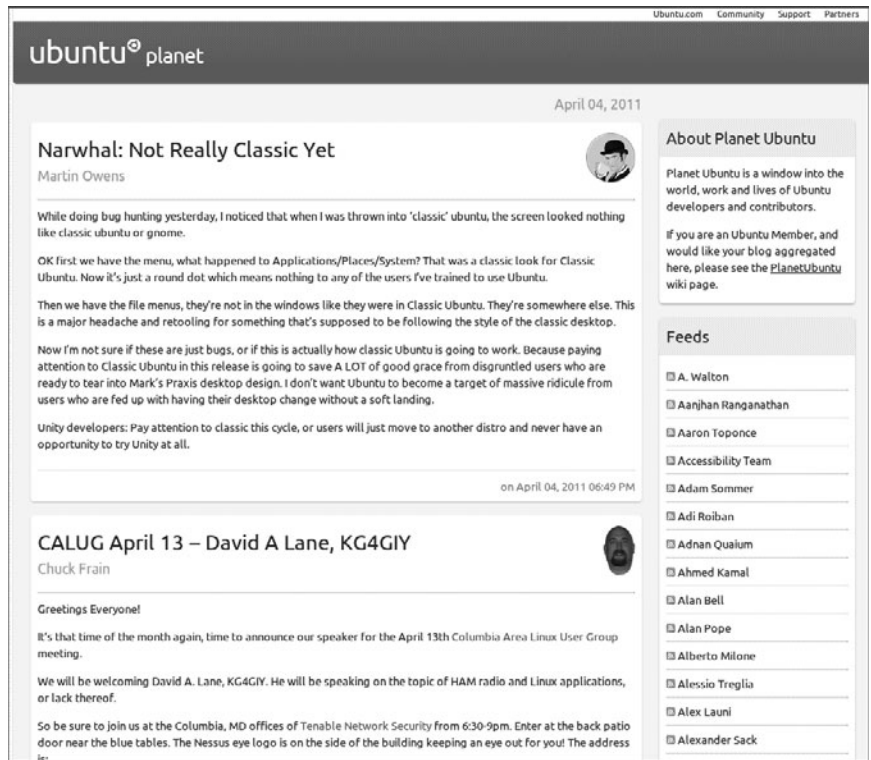 Ubuntu.com Community Support Partners
ubuntu planet
April 04, 2011
Narwhal: Not Really Classic Yet
Martin Owens
While doing bug hunting yesterday, I noticed that when I was thrown into 'classic' ubuntu, the screen looked nothing
like classic ubuntu or gnome.
OK first we have the menu, what happened to Applications/Places/System? That was a classic look for Classic
Ubuntu. Now it's just a round dot which means nothing to any of the users I've trained to use Ubuntu.
Then we have the file menus, they're not in the windows like they were in Classic Ubuntu. They're somewhere else. This
is a major headache and retooling for something that's supposed to be following the style of the classic desktop.
Now I'm not sure if these are just bugs, or if this is actually how classic Ubuntu is going to work. Because paying
attention to Classic Ubuntu in this release is going to save A LOT of good grace from disgruntled users who are
ready to tear into Mark's Praxis desktop design. I don't want Ubuntu to become a target of massive ridicule from
users who are fed up with having their desktop change without a soft landing.
Unity developers: Pay attention to classic this cycle, or users will just move to another distro and never have an
opportunity to try Unity at all.
on April 04, 2011 06:49 PM
CALUG April 13 – David A Lane, KG4GIY
Chuck Frain
Greetings Everyone!
It's that time of the month again, time to announce our speaker for the April 13th Columbia Area Linux User Group
meeting.
We will be welcoming David A. Lane, KG4GIY. He will be speaking on the topic of HAM radio and Linux applications,
or lack thereof.
So be sure to join us at the Columbia, MD offices of Tenable Network Security from 6:30-9pm. Enter at the back patio
door near the blue tables. The Nessus eye logo is on the side of the building keeping an eye out for you! The address
is:
About Planet Ubuntu
Planet Ubuntu is a window into the
world, work and lives of Ubuntu
developers and contributors.
If you are an Ubuntu Member, and
would like your blog aggregated
here, please see the PlanetUbuntu
wiki page.
Feeds
A. Walton
Aanjhan Ranganathan
Aaron Toponce
Accessibility Team
Adam Sommer
Adi Roiban
Adnan Quaium
Ahmed Kamal
Alan Bell
Alan Pope
Alberto Milone
Alessio Treglia
Alex Launi
Alexander Sack